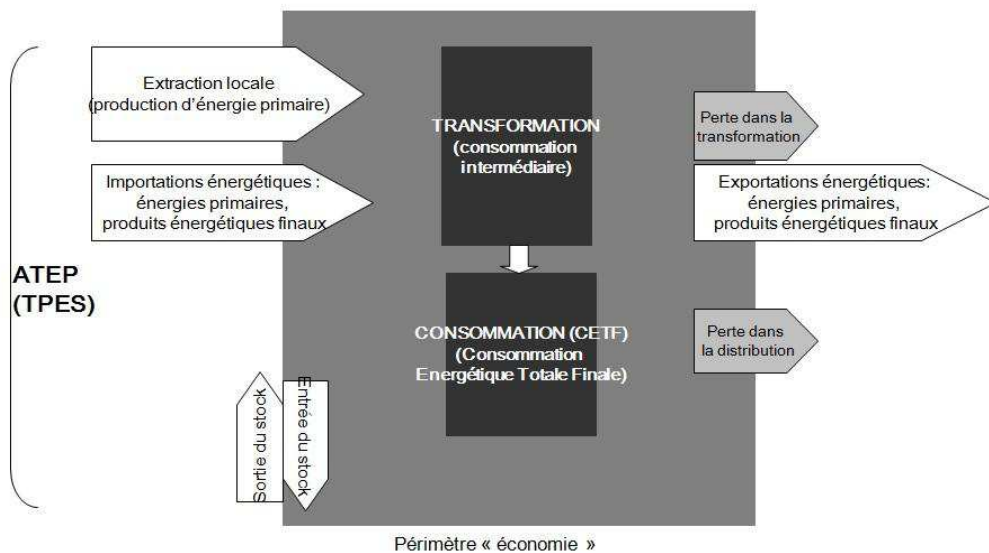 Extraction locale
(production d'énergie primaire)
TRANSFORMATION
(consommation
intermédiaire)
Perte dans la
transformation
Importations énergétiques :
énergies primaires,
produits énergétiques finaux
Exportations énergétiques:
énergies primaires,
produits énergétiques finaux
ATEP
(TPES)
CONSOMMATION (CETF)
(Consommation
Energétique Totale Finale)
Perte dans
la distribution
Sortie du stock
Entrée du stock
Périmètre « économie »